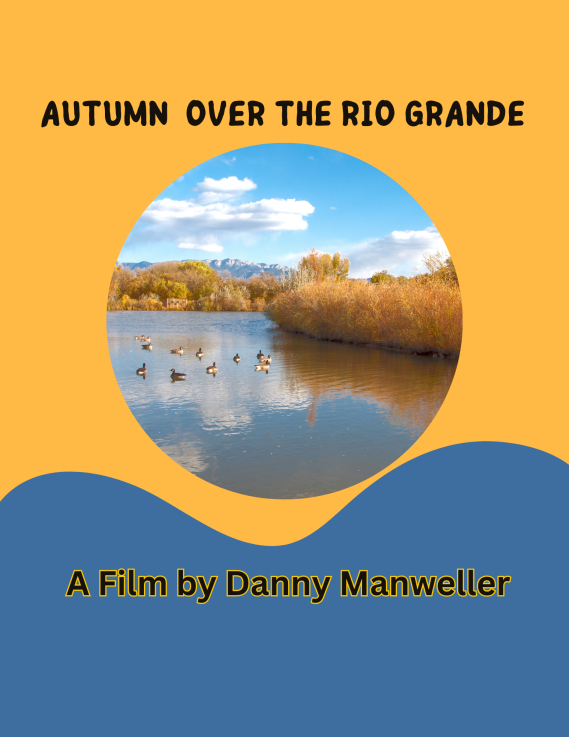 AUTUMN  OVER THE RIO GRANDE
A Film by Danny Manweller